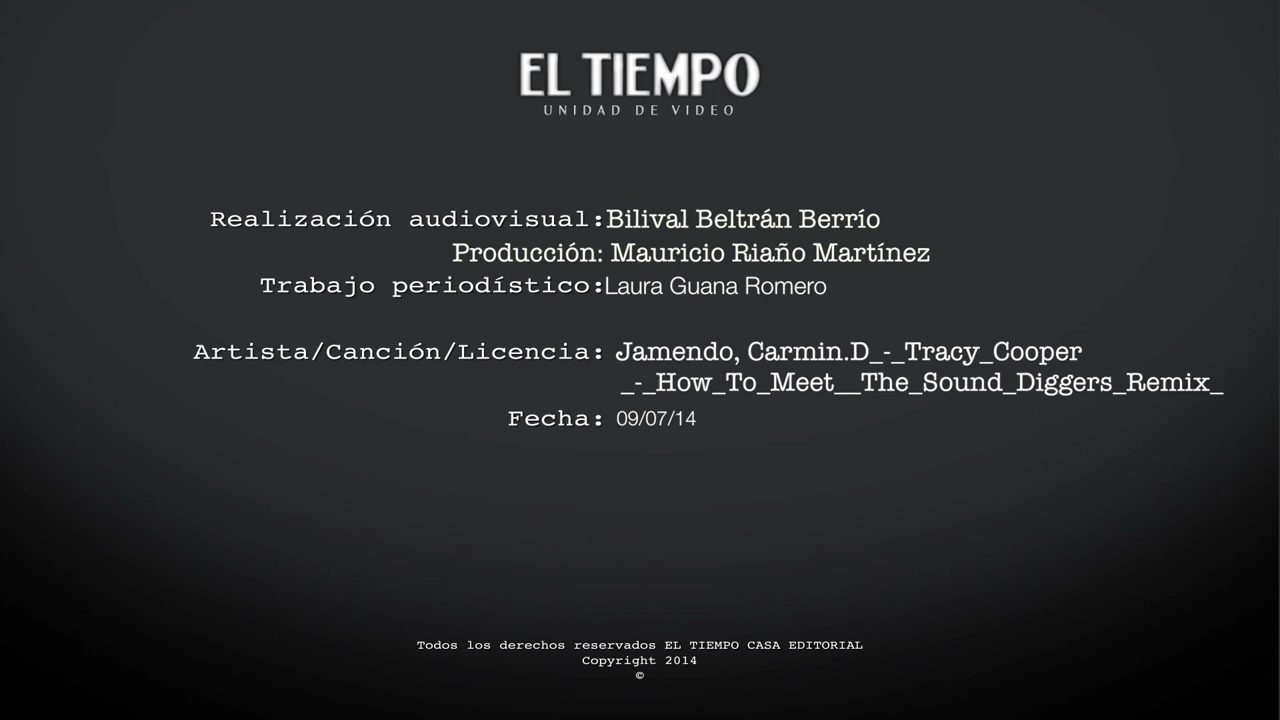 EL TIEMPO
UNIDAD DE VIDEO
Realización audiovisual:Bilival Beltrán Berrío
Producción: Mauricio Riaño Martínez
Trabajo periodístico:Laura Guana Romero
Artista/Canción/Licencia: Jamendo, Carmin.D_-_Tracy_Cooper
_-_How_To_Meet__The_Sound_Diggers_Remix_
Fecha: 09/07/14
Todos los derechos reservados EL TIEMPO CASA EDITORIAL
Copyright 2014
©